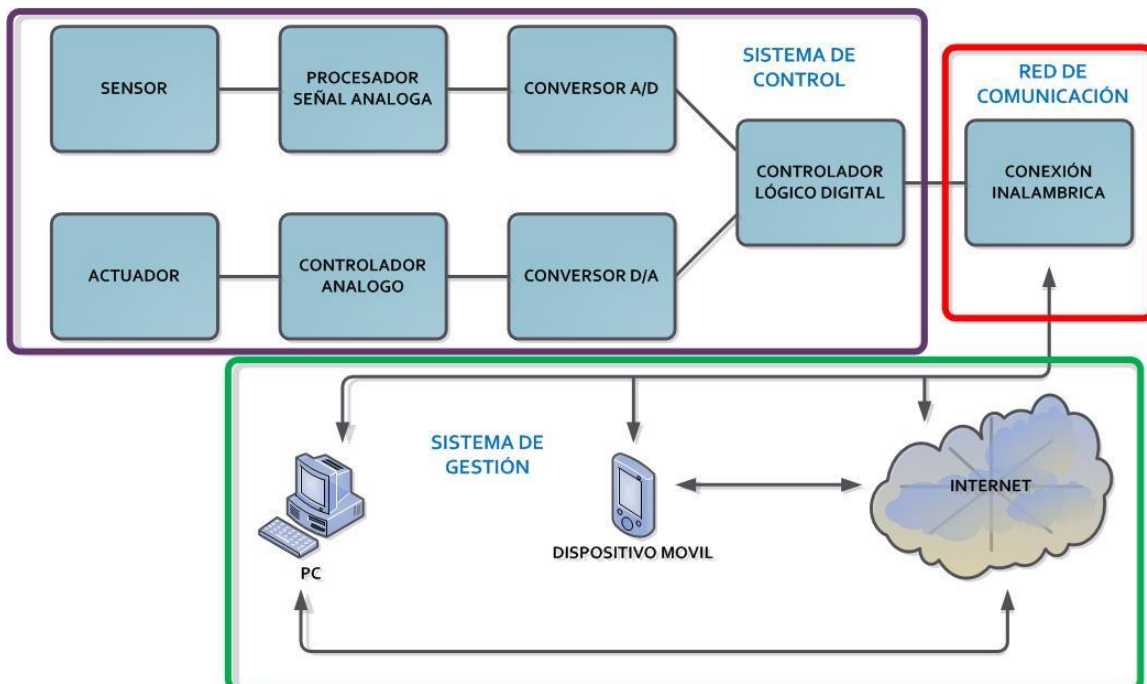 SENSOR
PROCESADOR
SEÑAL ANALOGA
CONVERSOR A/D
SISTEMA DE
CONTROL
RED DE
COMUNICACIÓN
CONTROLADOR
LÓGICO DIGITAL
CONEXIÓN
INALAMBRICA
ACTUADOR
CONTROLADOR
ANALOGO
CONVERSOR D/A
SISTEMA DE
GESTIÓN
INTERNET
DISPOSITIVO MOVIL
PC